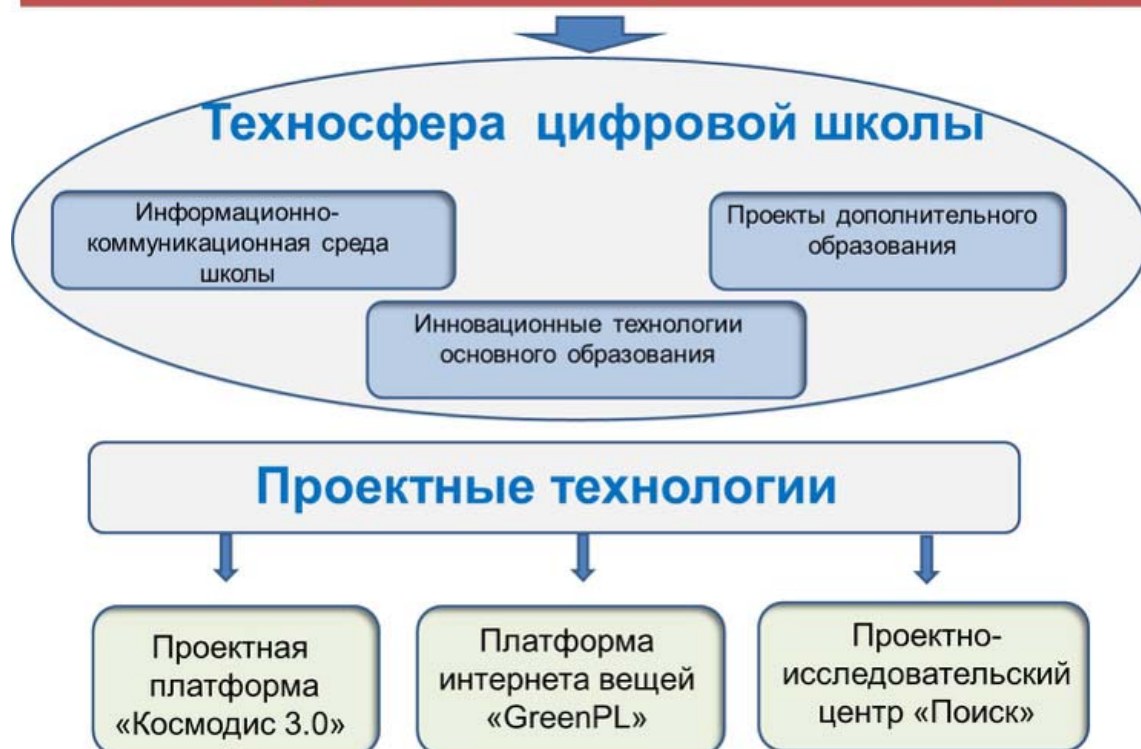 Техносфера цифровой школы
Информационно-
коммуникационная среда
школы
Проекты дополнительного
образования
Инновационные технологии
основного образования
Проектные технологии
Проектная
платформа
«Космодис 3.0»
Платформа
интернета вещей
«GreenPL»
Проектно-
исследовательский
центр «Поиск»